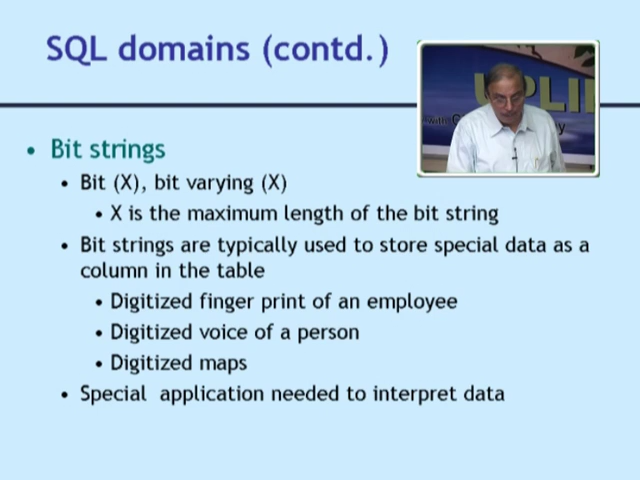 SQL domains (contd.)
• Bit strings
• Bit (X), bit varying (X)
• X is the maximum length of the bit string
• Bit strings are typically used to store special data as a
column in the table
• Digitized finger print of an employee
• Digitized voice of a person
• Digitized maps
• Special application needed to interpret data